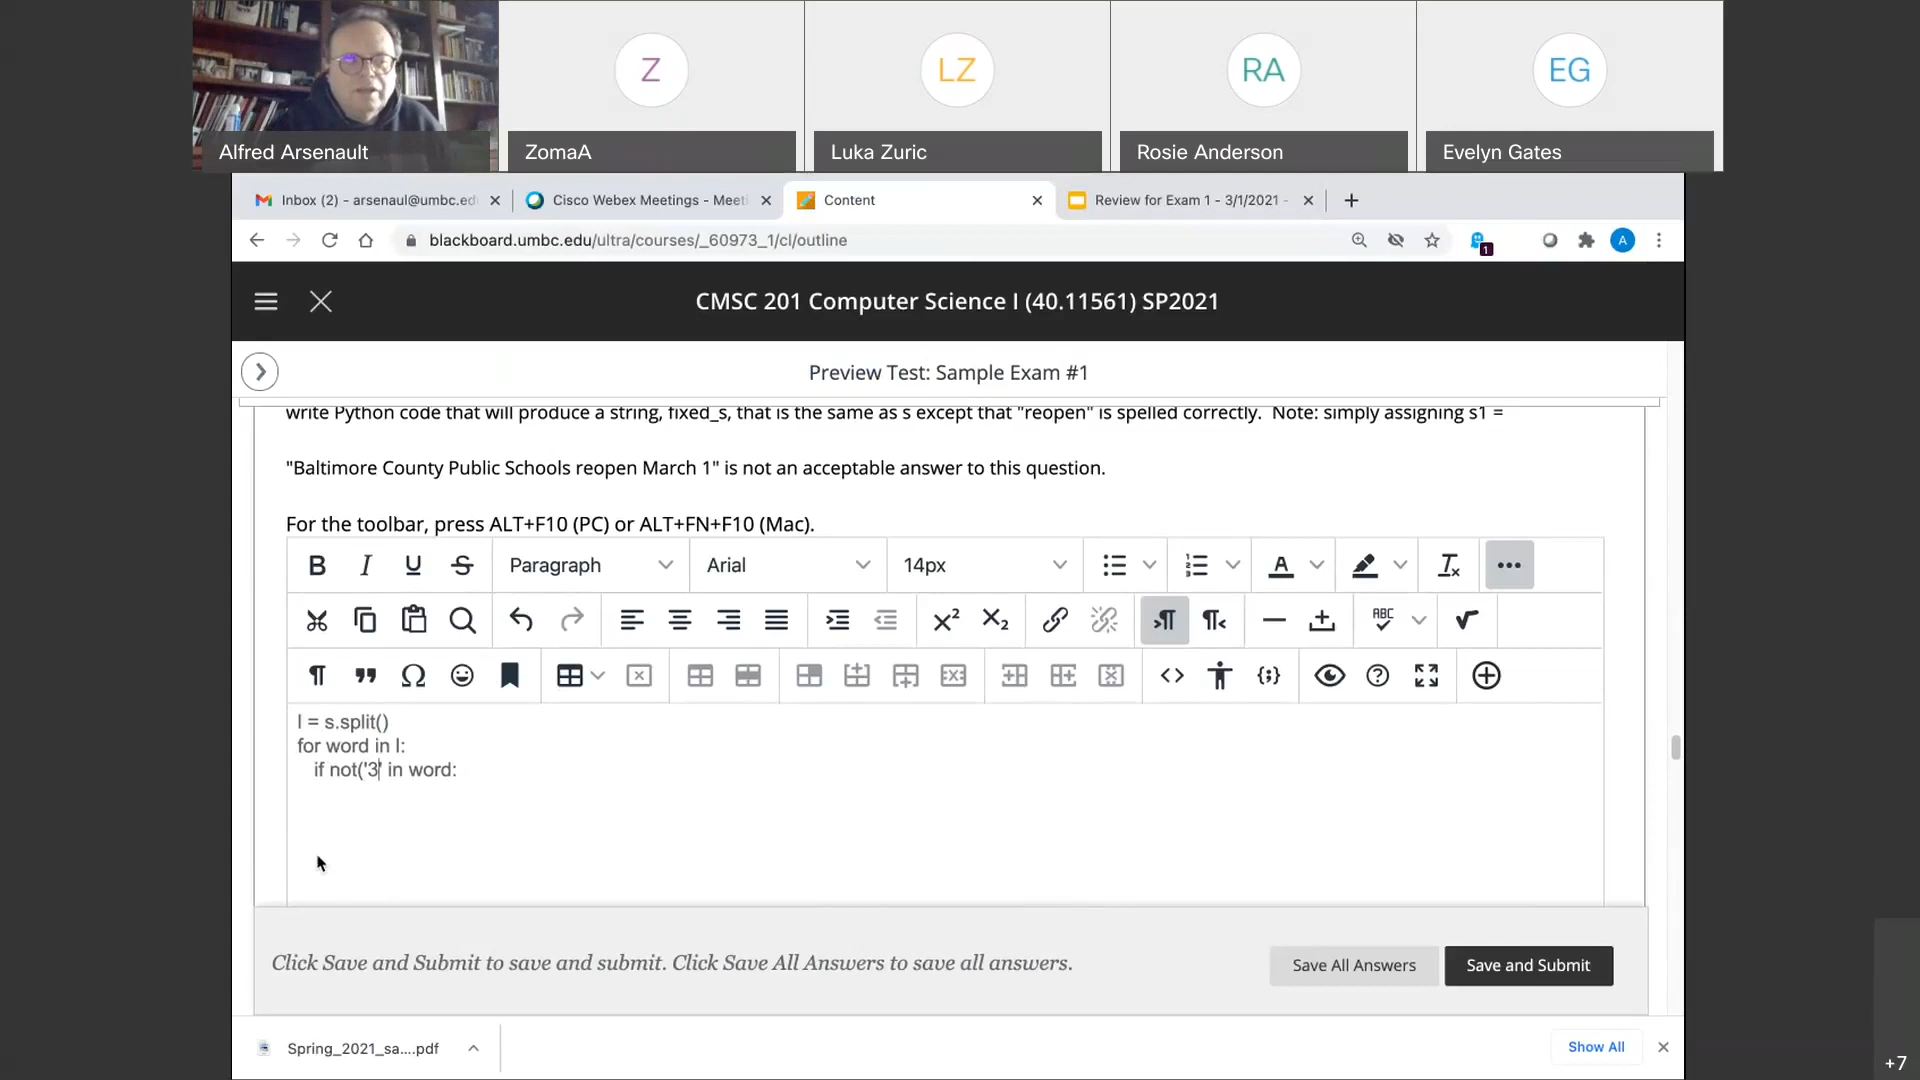 Z
LZ
RA
EG
Alfred Arsenault
ZomaA
Luka Zuric
Rosie Anderson
Evelyn Gates
Inbox (2) - arsenaul@umbc.ed
Cisco Webex Meetings - Meeti
Content
Review for Exam 1 - 3/1/2021 -
blackboard.umbc.edu/ultra/courses/_60973_1/cl/outline
1
A
CMSC 201 Computer Science I (40.11561) SP2021
Preview Test: Sample Exam #1
write Python code that will produce a string, fixed_s, that is the same as s except that "reopen" is spelled correctly. Note: simply assigning s1 =
"Baltimore County Public Schools reopen March 1" is not an acceptable answer to this question.
For the toolbar, press ALT+F10 (PC) or ALT+FN+F10 (Mac).
Paragraph
Arial
14px
l = s.split()
for word in l:
if not('3' in word:
Click Save and Submit to save and submit. Click Save All Answers to save all answers.
Save All Answers
Save and Submit
Spring_2021_sa....pdf
Show All
+7